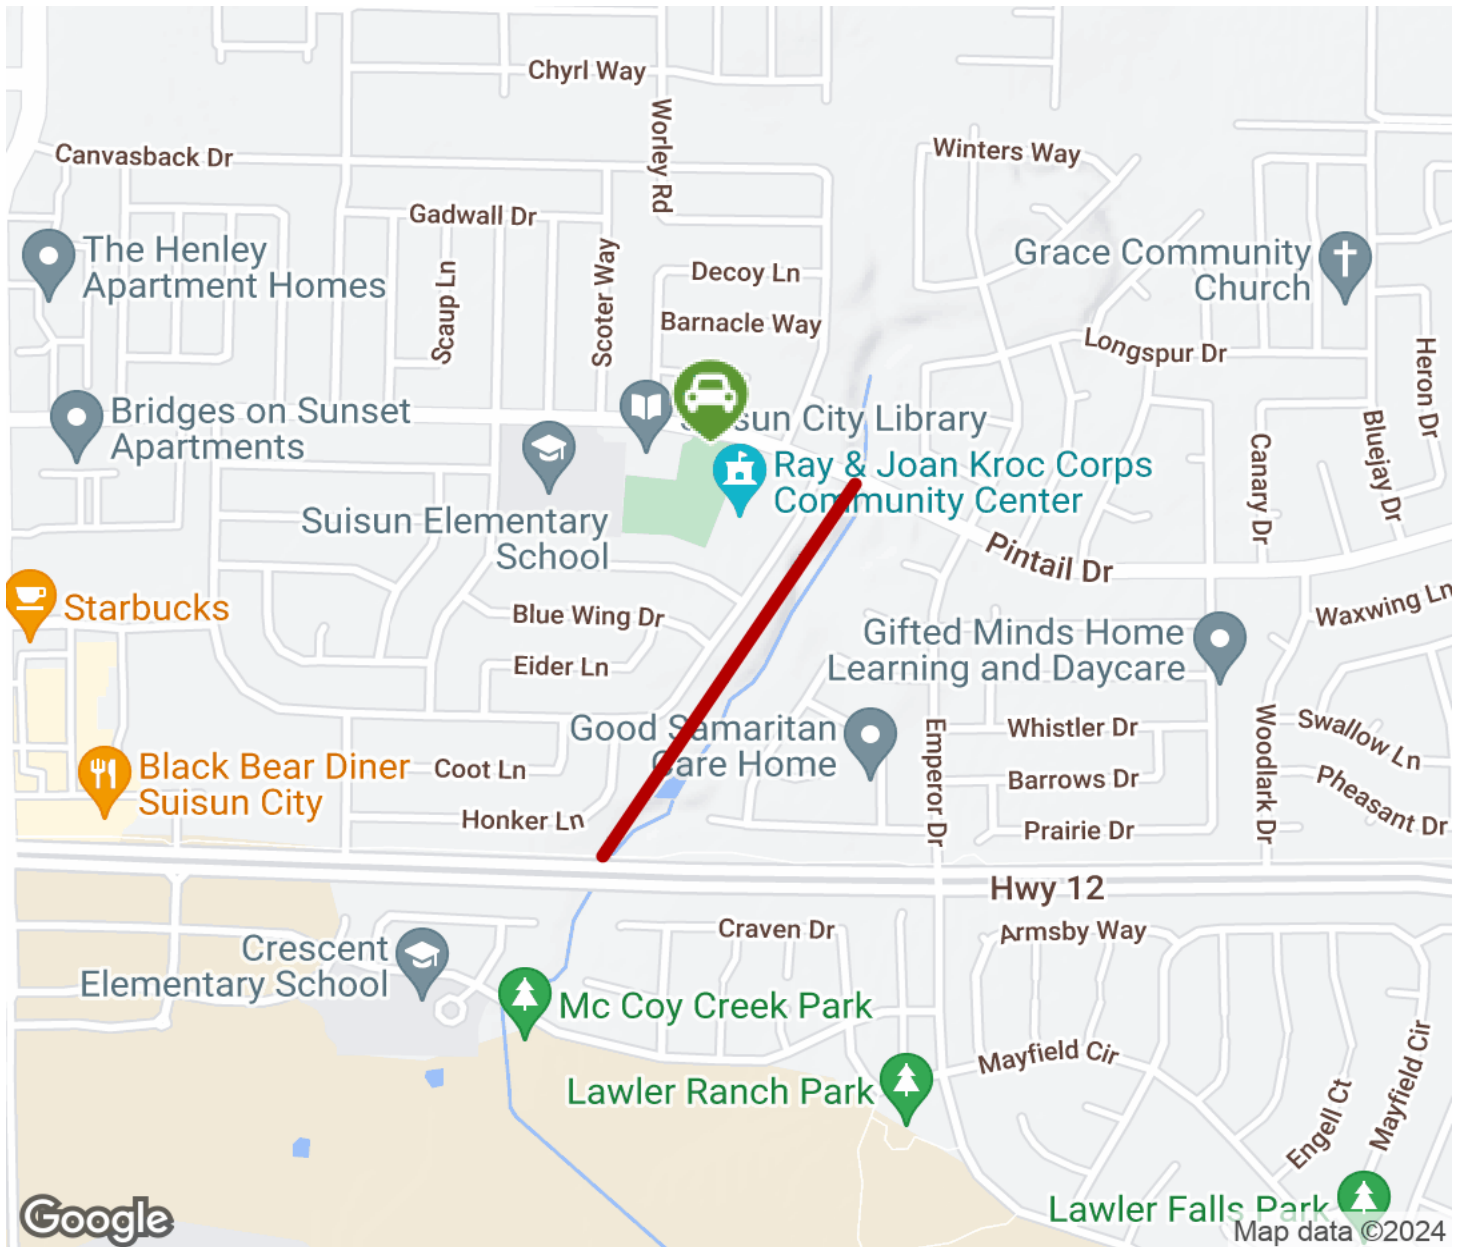 Chyrl Way
Worley Rd
Canvasback Dr
Winters Way
Gadwall Dr
The Henley
Apartment Homes
Scaup Ln
Scoter Way
Decoy Ln
Grace Community
Church
Barnacle Way
Longspur Dr
Heron Dr
Bridges on Sunset
Apartments
Suisun City Library
Bluejay Dr
Canary Dr
Ray & Joan Kroc Corps
Community Center
Suisun Elementary
School
Pintail Dr
Starbucks
Blue Wing Dr
Waxwing Ln
Gifted Minds Home
Learning and Daycare
Eider Ln
Good Samaritan
Care Home
Emperor Dr
Whistler Dr
Woodlark Dr
Swallow Ln
Black Bear Diner
Suisun City
Coot Ln
Barrows Dr
Pheasant Dr
Honker Ln
Prairie Dr
Hwy 12
Craven Dr
Armsby Way
Crescent
Elementary School
Mc Coy Creek Park
Mayfield Cir
Mayfield Cir
Lawler Ranch Park
Engell Ct
Lawler Falls Park
Google
Map data ©2024